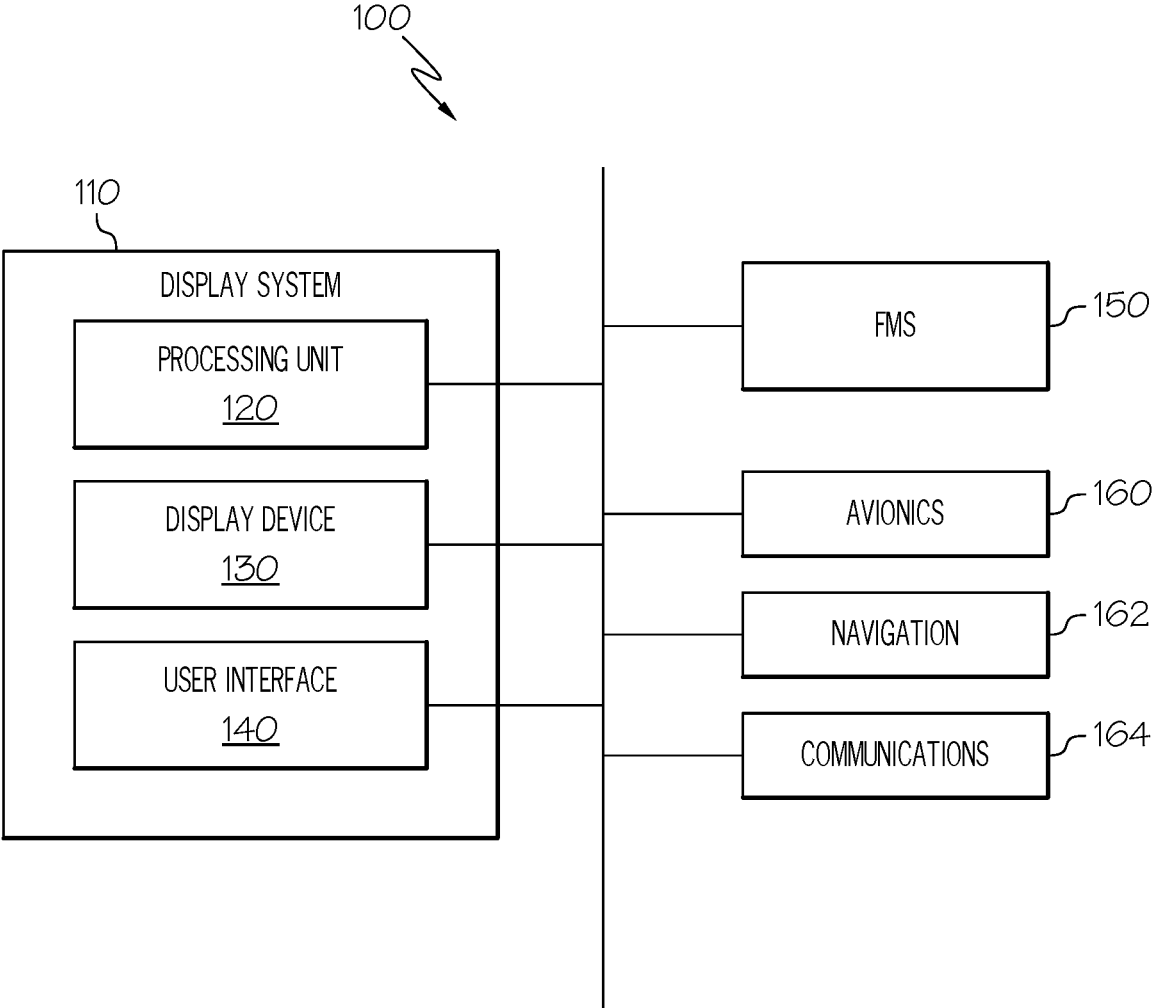 100
110
DISPLAY SYSTEM
PROCESSING UNIT
120
DISPLAY DEVICE
130
USER INTERFACE
140
FMS
150
AVIONICS
160
NAVIGATION
162
COMMUNICATIONS
164